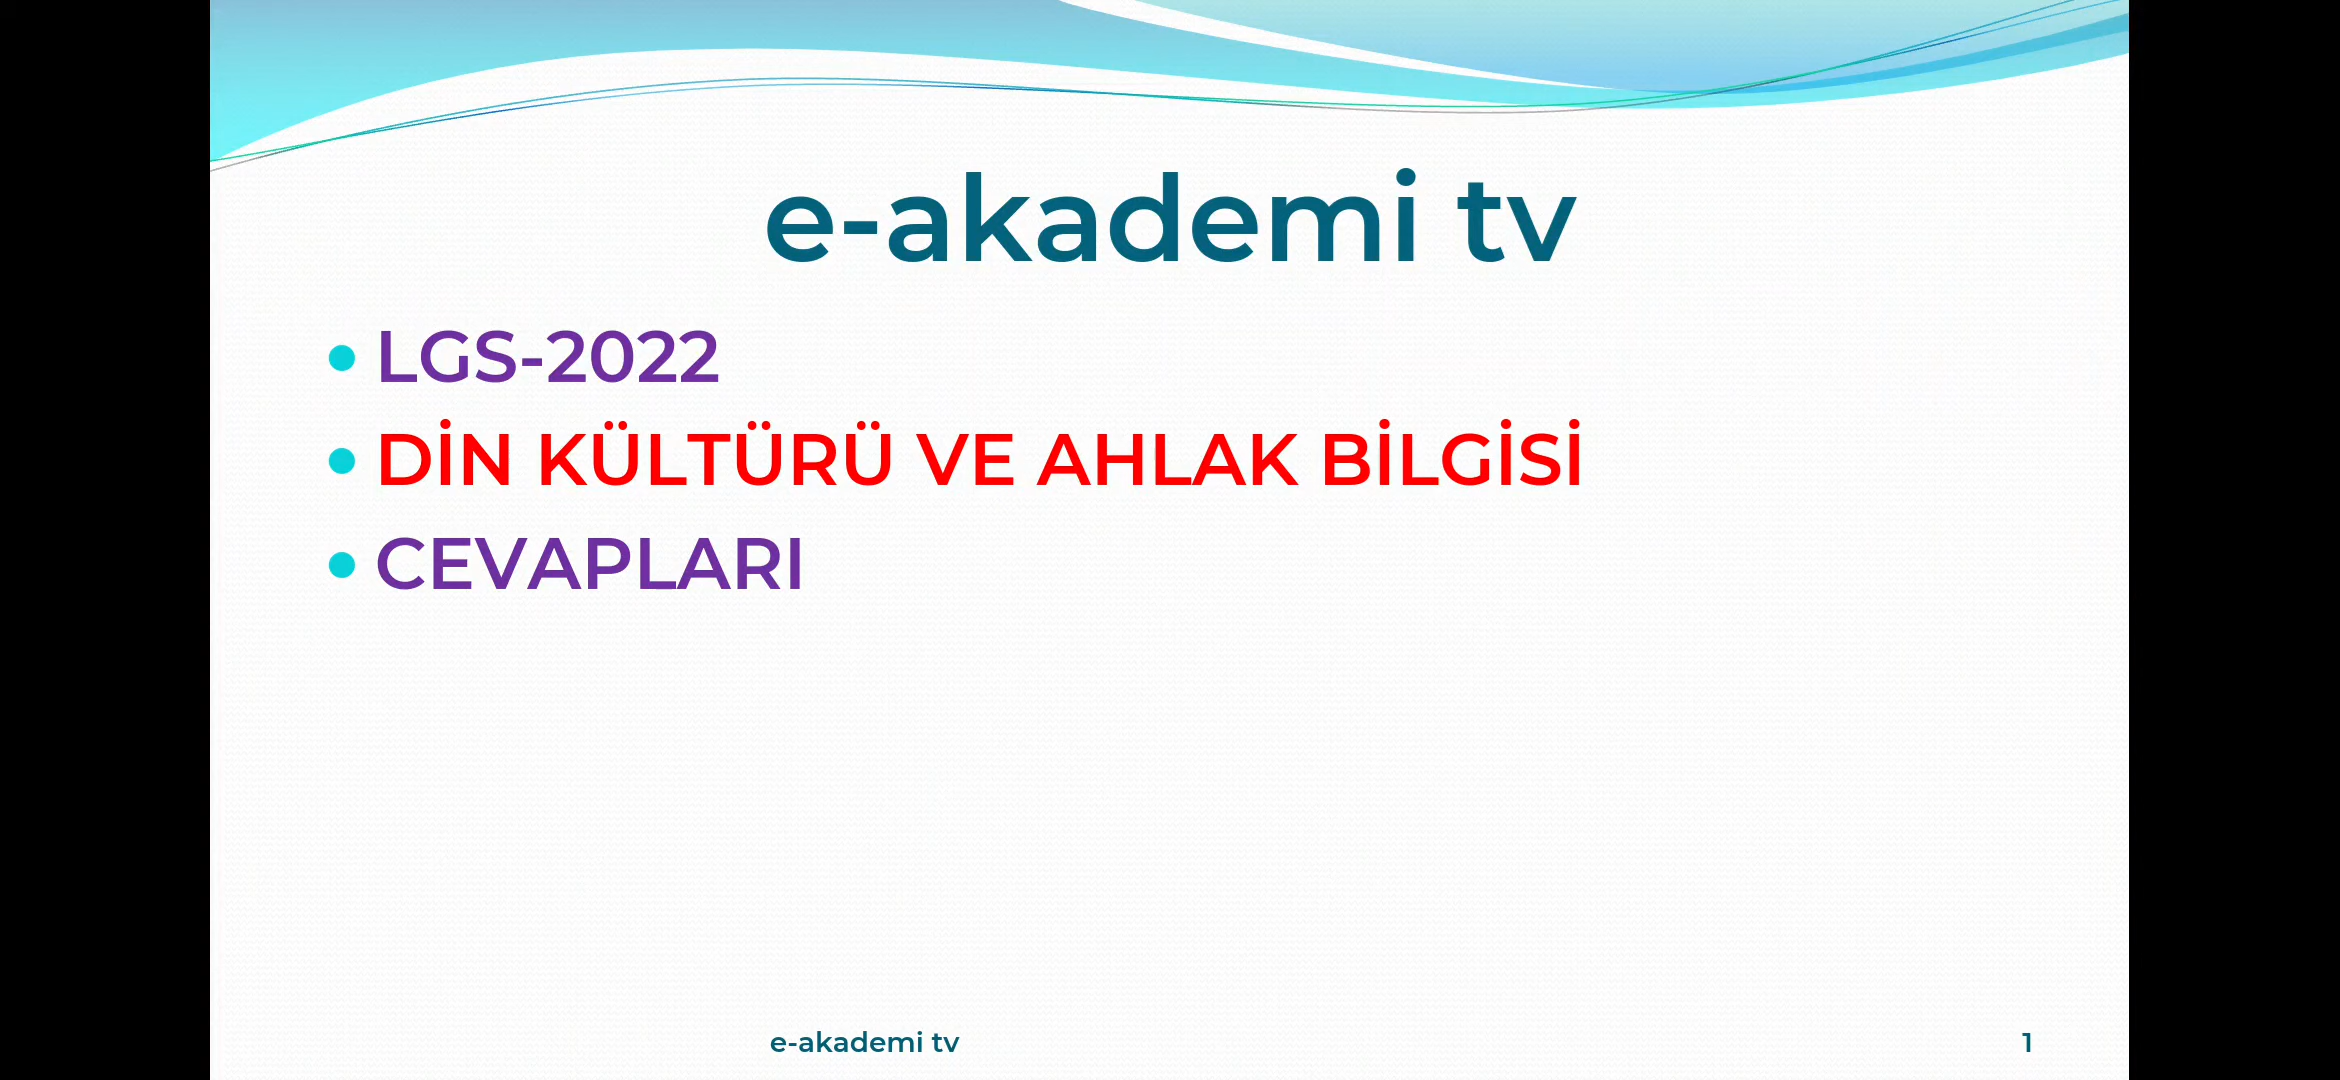 e-akademi tv
LGS-2022
DİN KÜLTÜRÜ VE AHLAK BİLGİSİ
CEVAPLARI
e-akademi tv
1